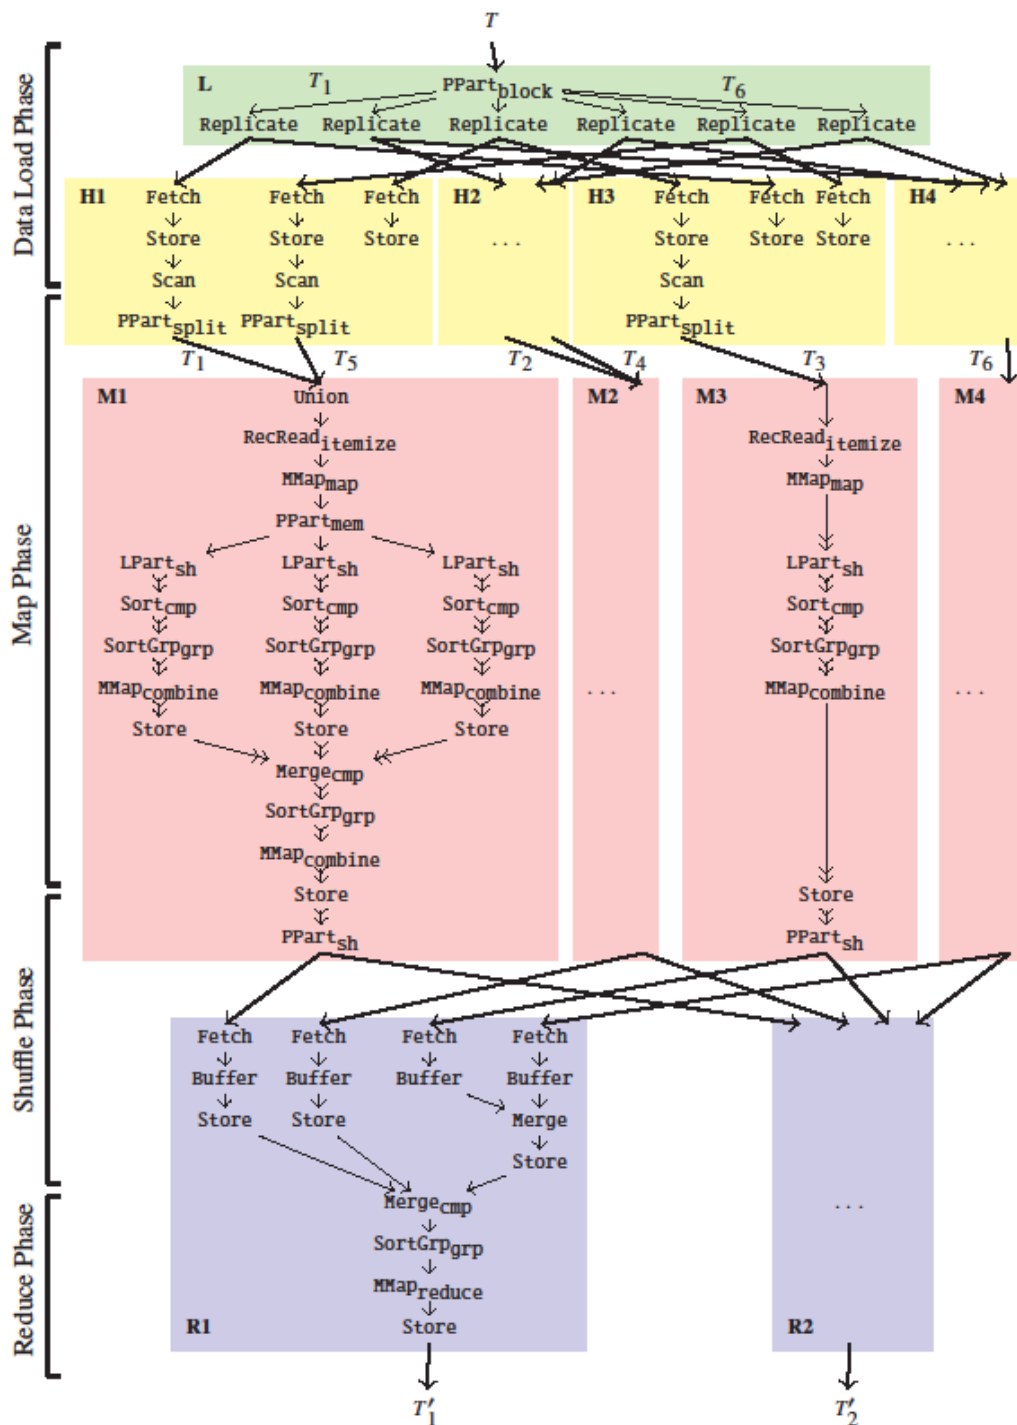 T
Data Load Phase
L T1 PPartblock T6
Replicate Replicate Replicate Replicate Replicate Replicate
H1 Fetch Fetch Fetch H2 H3 Fetch Fetch Fetch H4
Store Store Store ... Store Store Store ...
Scan Scan Scan
PPartsplit PPartsplit PPartsplit
T1 T5 T2 T4 T3 T6
Map Phase
M1 Union M2 M3 M4
RecReaditemize RecReaditemize
MMapmap MMapmap
PPartmem
LPartsh LPartsh LPartsh LPartsh
Sortcmp Sortcmp Sortcmp Sortcmp
SortGrpgrp SortGrpgrp SortGrpgrp SortGrpgrp
MMapcombine MMapcombine MMapcombine ... MMapcombine ...
Store Store Store
Mergecmp
SortGrpgrp
MMapcombine
Store Store
PPartsh PPartsh
Shuffle Phase
Fetch Fetch Fetch Fetch
Buffer Buffer Buffer Buffer
Store Store Merge
Store
Reduce Phase
Mergecmp ...
SortGrpgrp
MMapreduce
R1 Store R2
T′1 T′2